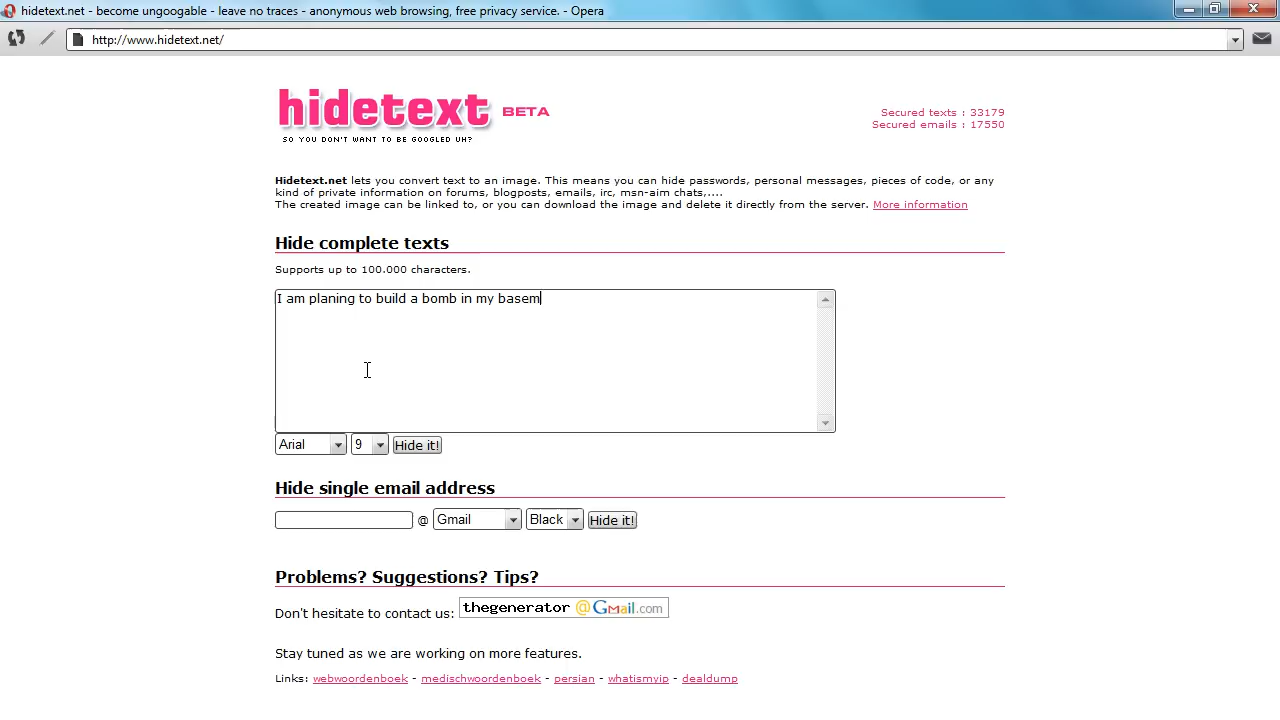 hidetext.net - become ungoogable - leave no traces - anonymous web browsing, free privacy service. - Opera
http://www.hidetext.net/
hidetext BETA
SO YOU DON'T WANT TO BE GOOGLED UH?
Secured texts : 33179
Secured emails : 17550
Hidetext.net lets you convert text to an image. This means you can hide passwords, personal messages, pieces of code, or any
kind of private information on forums, blogposts, emails, irc, msn-aim chats,....
The created image can be linked to, or you can download the image and delete it directly from the server. More information
Hide complete texts
Supports up to 100.000 characters.
I am planing to build a bomb in my basem
Arial 9 Hide it!
Hide single email address
@ Gmail Black Hide it!
Problems? Suggestions? Tips?
Don't hesitate to contact us: thegenerator @Gmail.com
Stay tuned as we are working on more features.
Links: webwoordenboek - medischwoordenboek - persian - whatismyip - dealdump